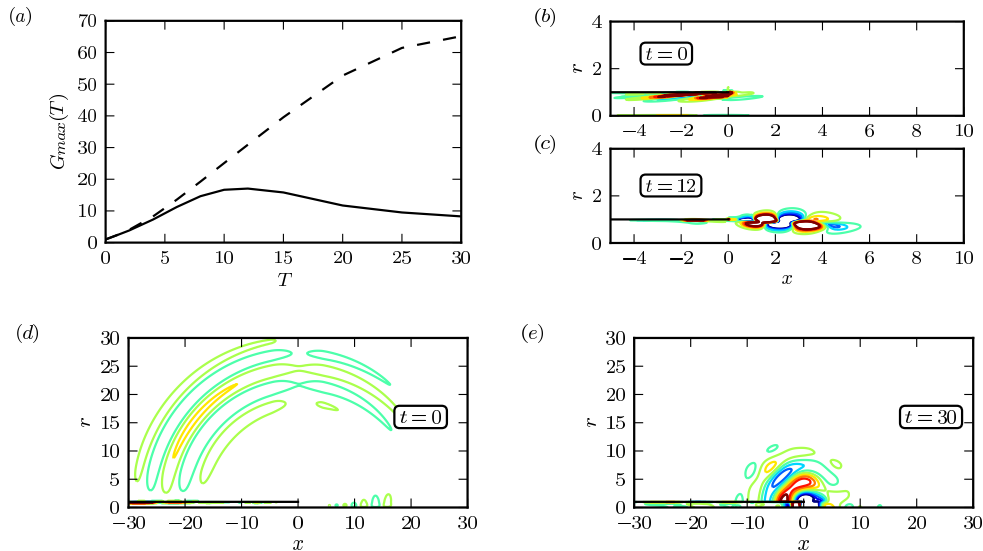 (a)
70
60
50
40
30
20
10
0
G_max(T)
0 5 10 15 20 25 30
T
(b)
4
2
0
r
t = 0
−4 −2 0 2 4 6 8 10
(c)
4
2
0
r
t = 12
−4 −2 0 2 4 6 8 10
x
(d)
30
25
20
15
10
5
0
r
t = 0
−30 −20 −10 0 10 20 30
x
(e)
30
25
20
15
10
5
0
r
t = 30
−30 −20 −10 0 10 20 30
x